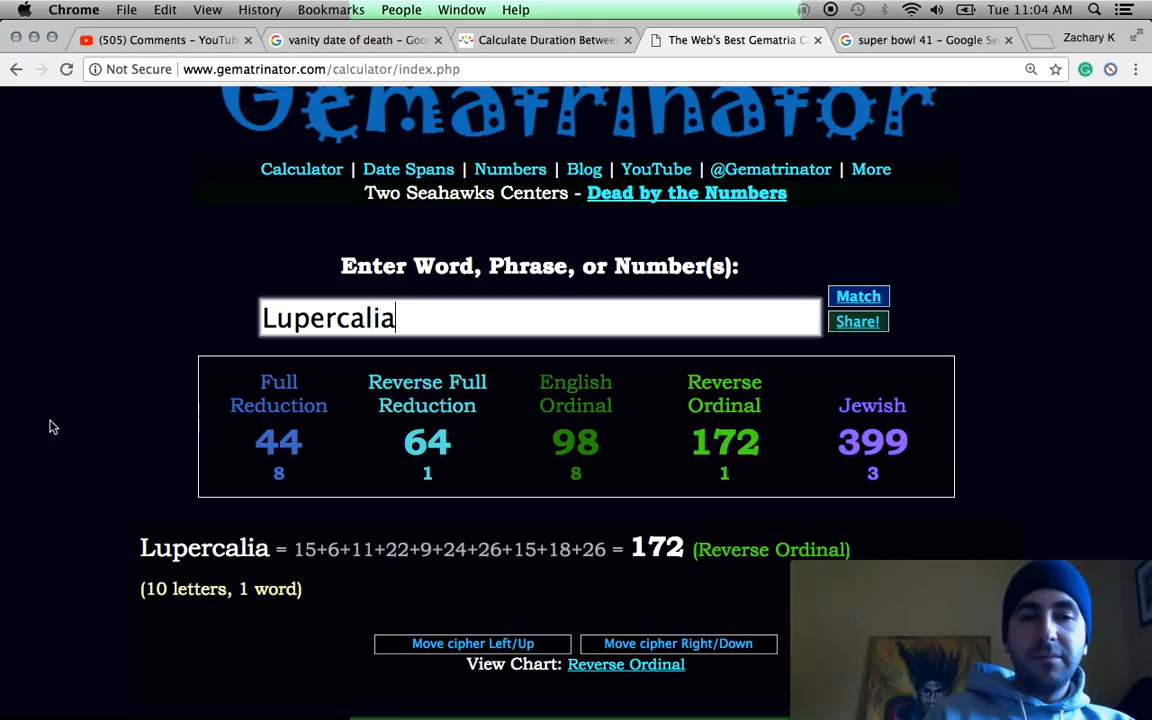 Chrome File Edit View History Bookmarks People Window Help Tue 11:04 AM
(505) Comments - YouTub
vanity date of death - Goo
Calculate Duration Betwee
The Web's Best Gematria C
super bowl 41 - Google Se
Zachary K
Not Secure www.gematrinator.com/calculator/index.php
Gematrinator
Calculator | Date Spans | Numbers | Blog | YouTube | @Gematrinator | More
Two Seahawks Centers - Dead by the Numbers
Enter Word, Phrase, or Number(s):
Lupercalia
Match
Share!
Full Reduction 44 8
Reverse Full Reduction 64 1
English Ordinal 98 8
Reverse Ordinal 172 1
Jewish 399 3
Lupercalia = 15+6+11+22+9+24+26+15+18+26 = 172 (Reverse Ordinal)
(10 letters, 1 word)
Move cipher Left/Up Move cipher Right/Down
View Chart: Reverse Ordinal